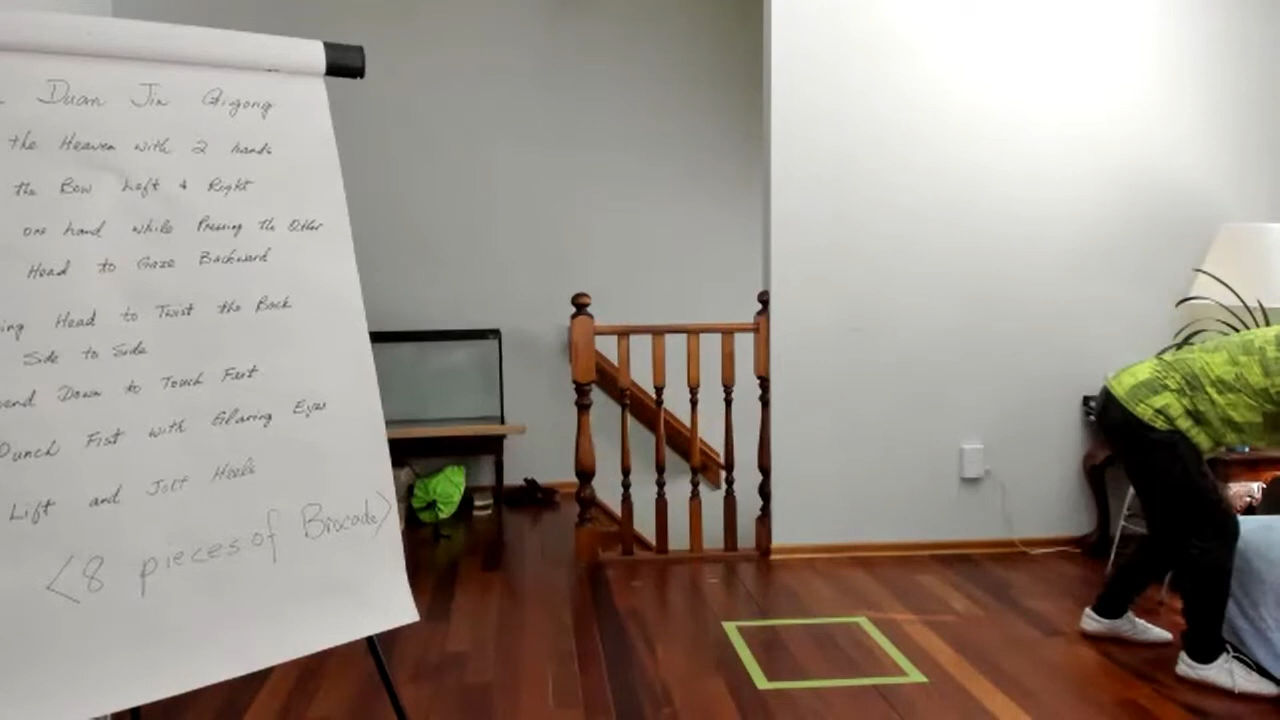 Duan Jin Qigong
the Heaven with 2 hands
the Bow Left & Right
one hand while Pressing the Other
Head to Gaze Backward
ing Head to Twist the Back
Side to Side
end Down to Touch Feet
Punch Fist with Glaring Eyes
Lift and Jolt Heels
<8 pieces of Brocade>